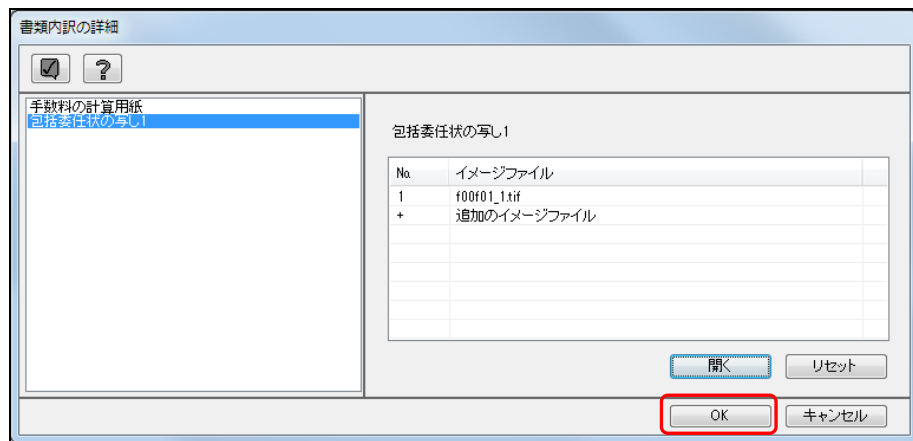 書類内訳の詳細
?
手数料の計算用紙
包括委任状の写し1
包括委任状の写し1
No. イメージファイル
1 f00f01_1.tif
+ 追加のイメージファイル
開く リセット
OK キャンセル